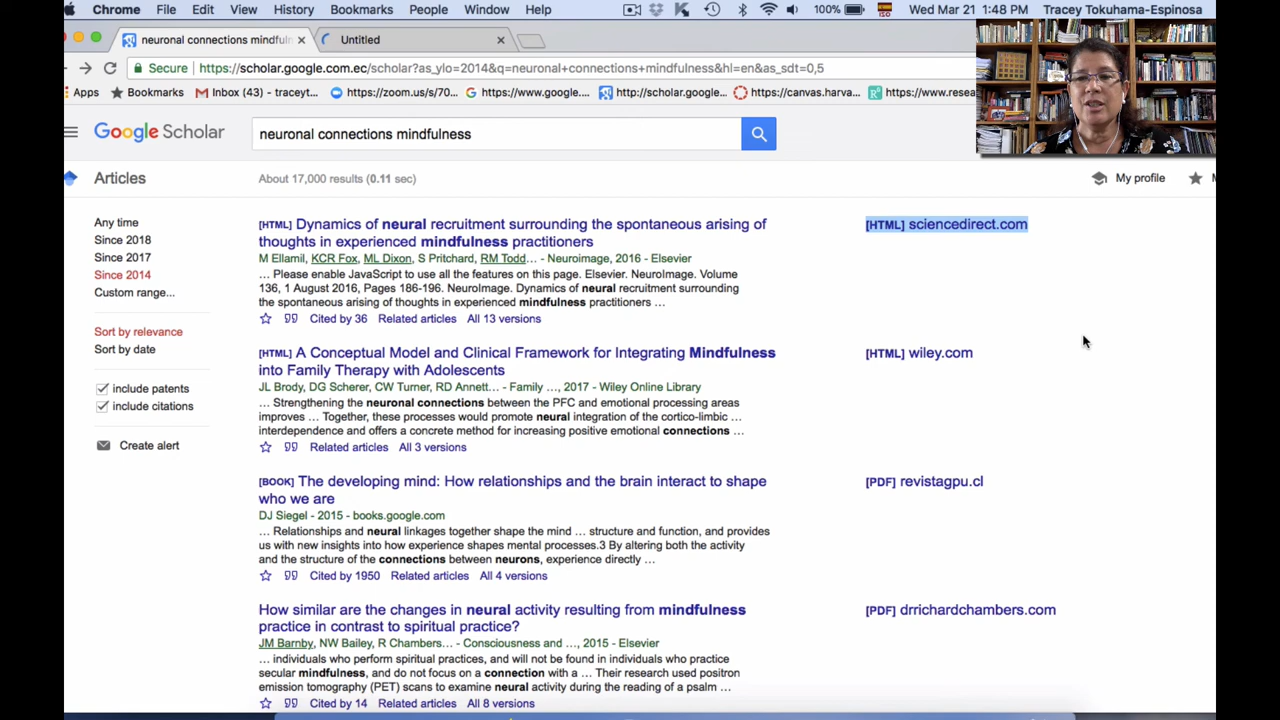 Chrome File Edit View History Bookmarks People Window Help 100% Wed Mar 21 1:48 PM Tracey Tokuhama-Espinosa
neuronal connections mindfuln Untitled
Secure https://scholar.google.com.ec/scholar?as_ylo=2014&q=neuronal+connections+mindfulness&hl=en&as_sdt=0,5
Apps Bookmarks Inbox (43) - traceyt... https://zoom.us/s/70... https://www.google.... http://scholar.google... https://canvas.harva... https://www.resea
Google Scholar neuronal connections mindfulness
Articles About 17,000 results (0.11 sec) My profile
Any time
Since 2018
Since 2017
Since 2014
Custom range...
Sort by relevance
Sort by date
include patents
include citations
Create alert
[HTML] Dynamics of neural recruitment surrounding the spontaneous arising of
thoughts in experienced mindfulness practitioners
M Ellamil, KCR Fox, ML Dixon, S Pritchard, RM Todd... - Neuroimage, 2016 - Elsevier
... Please enable JavaScript to use all the features on this page. Elsevier. NeuroImage. Volume
136, 1 August 2016, Pages 186-196. NeuroImage. Dynamics of neural recruitment surrounding
the spontaneous arising of thoughts in experienced mindfulness practitioners ...
Cited by 36 Related articles All 13 versions
[HTML] sciencedirect.com
[HTML] A Conceptual Model and Clinical Framework for Integrating Mindfulness
into Family Therapy with Adolescents
JL Brody, DG Scherer, CW Turner, RD Annett... - Family ..., 2017 - Wiley Online Library
... Strengthening the neuronal connections between the PFC and emotional processing areas
improves ... Together, these processes would promote neural integration of the cortico-limbic ...
interdependence and offers a concrete method for increasing positive emotional connections ...
Related articles All 3 versions
[HTML] wiley.com
[BOOK] The developing mind: How relationships and the brain interact to shape
who we are
DJ Siegel - 2015 - books.google.com
... Relationships and neural linkages together shape the mind ... structure and function, and provides
us with new insights into how experience shapes mental processes.3 By altering both the activity
and the structure of the connections between neurons, experience directly ...
Cited by 1950 Related articles All 4 versions
[PDF] revistagpu.cl
How similar are the changes in neural activity resulting from mindfulness
practice in contrast to spiritual practice?
JM Barnby, NW Bailey, R Chambers... - Consciousness and ..., 2015 - Elsevier
... individuals who perform spiritual practices, and will not be found in individuals who practice
secular mindfulness, and do not focus on a connection with a ... Their research used positron
emission tomography (PET) scans to examine neural activity during the reading of a psalm ...
Cited by 14 Related articles All 8 versions
[PDF] drrichardchambers.com